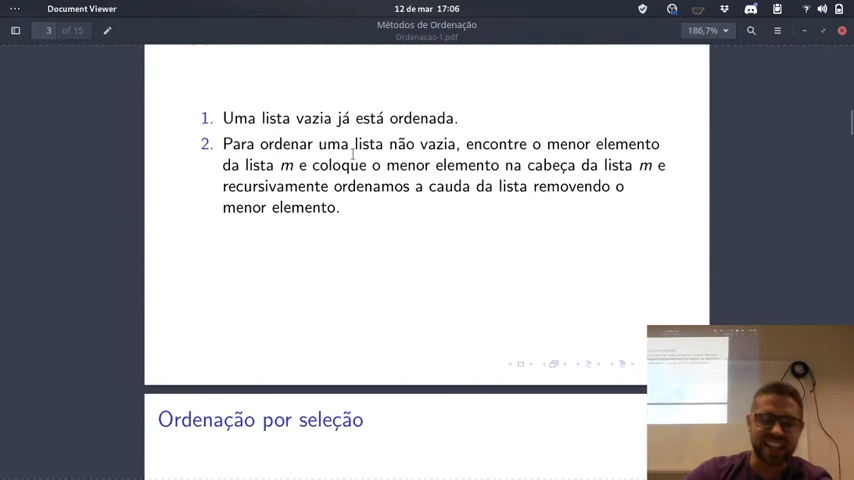 Document Viewer
12 de mar 17:06
Métodos de Ordenação
Ordenacao-1.pdf
3 of 15
186,7%
1. Uma lista vazia já está ordenada.
2. Para ordenar uma lista não vazia, encontre o menor elemento
da lista m e coloque o menor elemento na cabeça da lista m e
recursivamente ordenamos a cauda da lista removendo o
menor elemento.
Ordenação por seleção